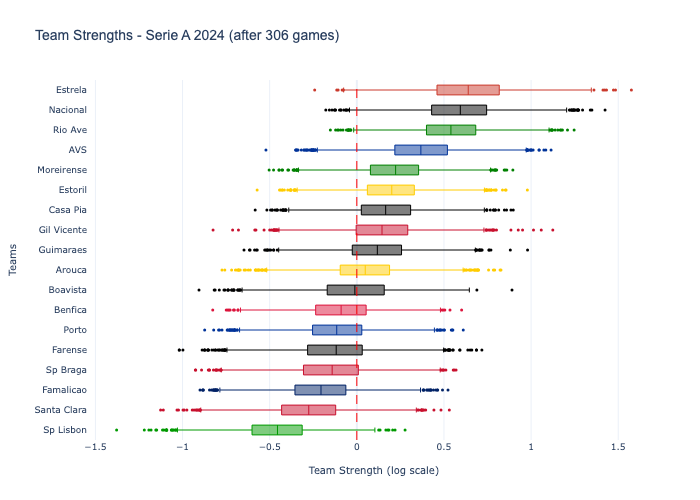 Team Strengths - Serie A 2024 (after 306 games)
Estrela
Nacional
Rio Ave
AVS
Moreirense
Estoril
Casa Pia
Gil Vicente
Guimaraes
Arouca
Boavista
Benfica
Porto
Farense
Sp Braga
Famalicao
Santa Clara
Sp Lisbon
Teams
−1.5 −1 −0.5 0 0.5 1 1.5
Team Strength (log scale)